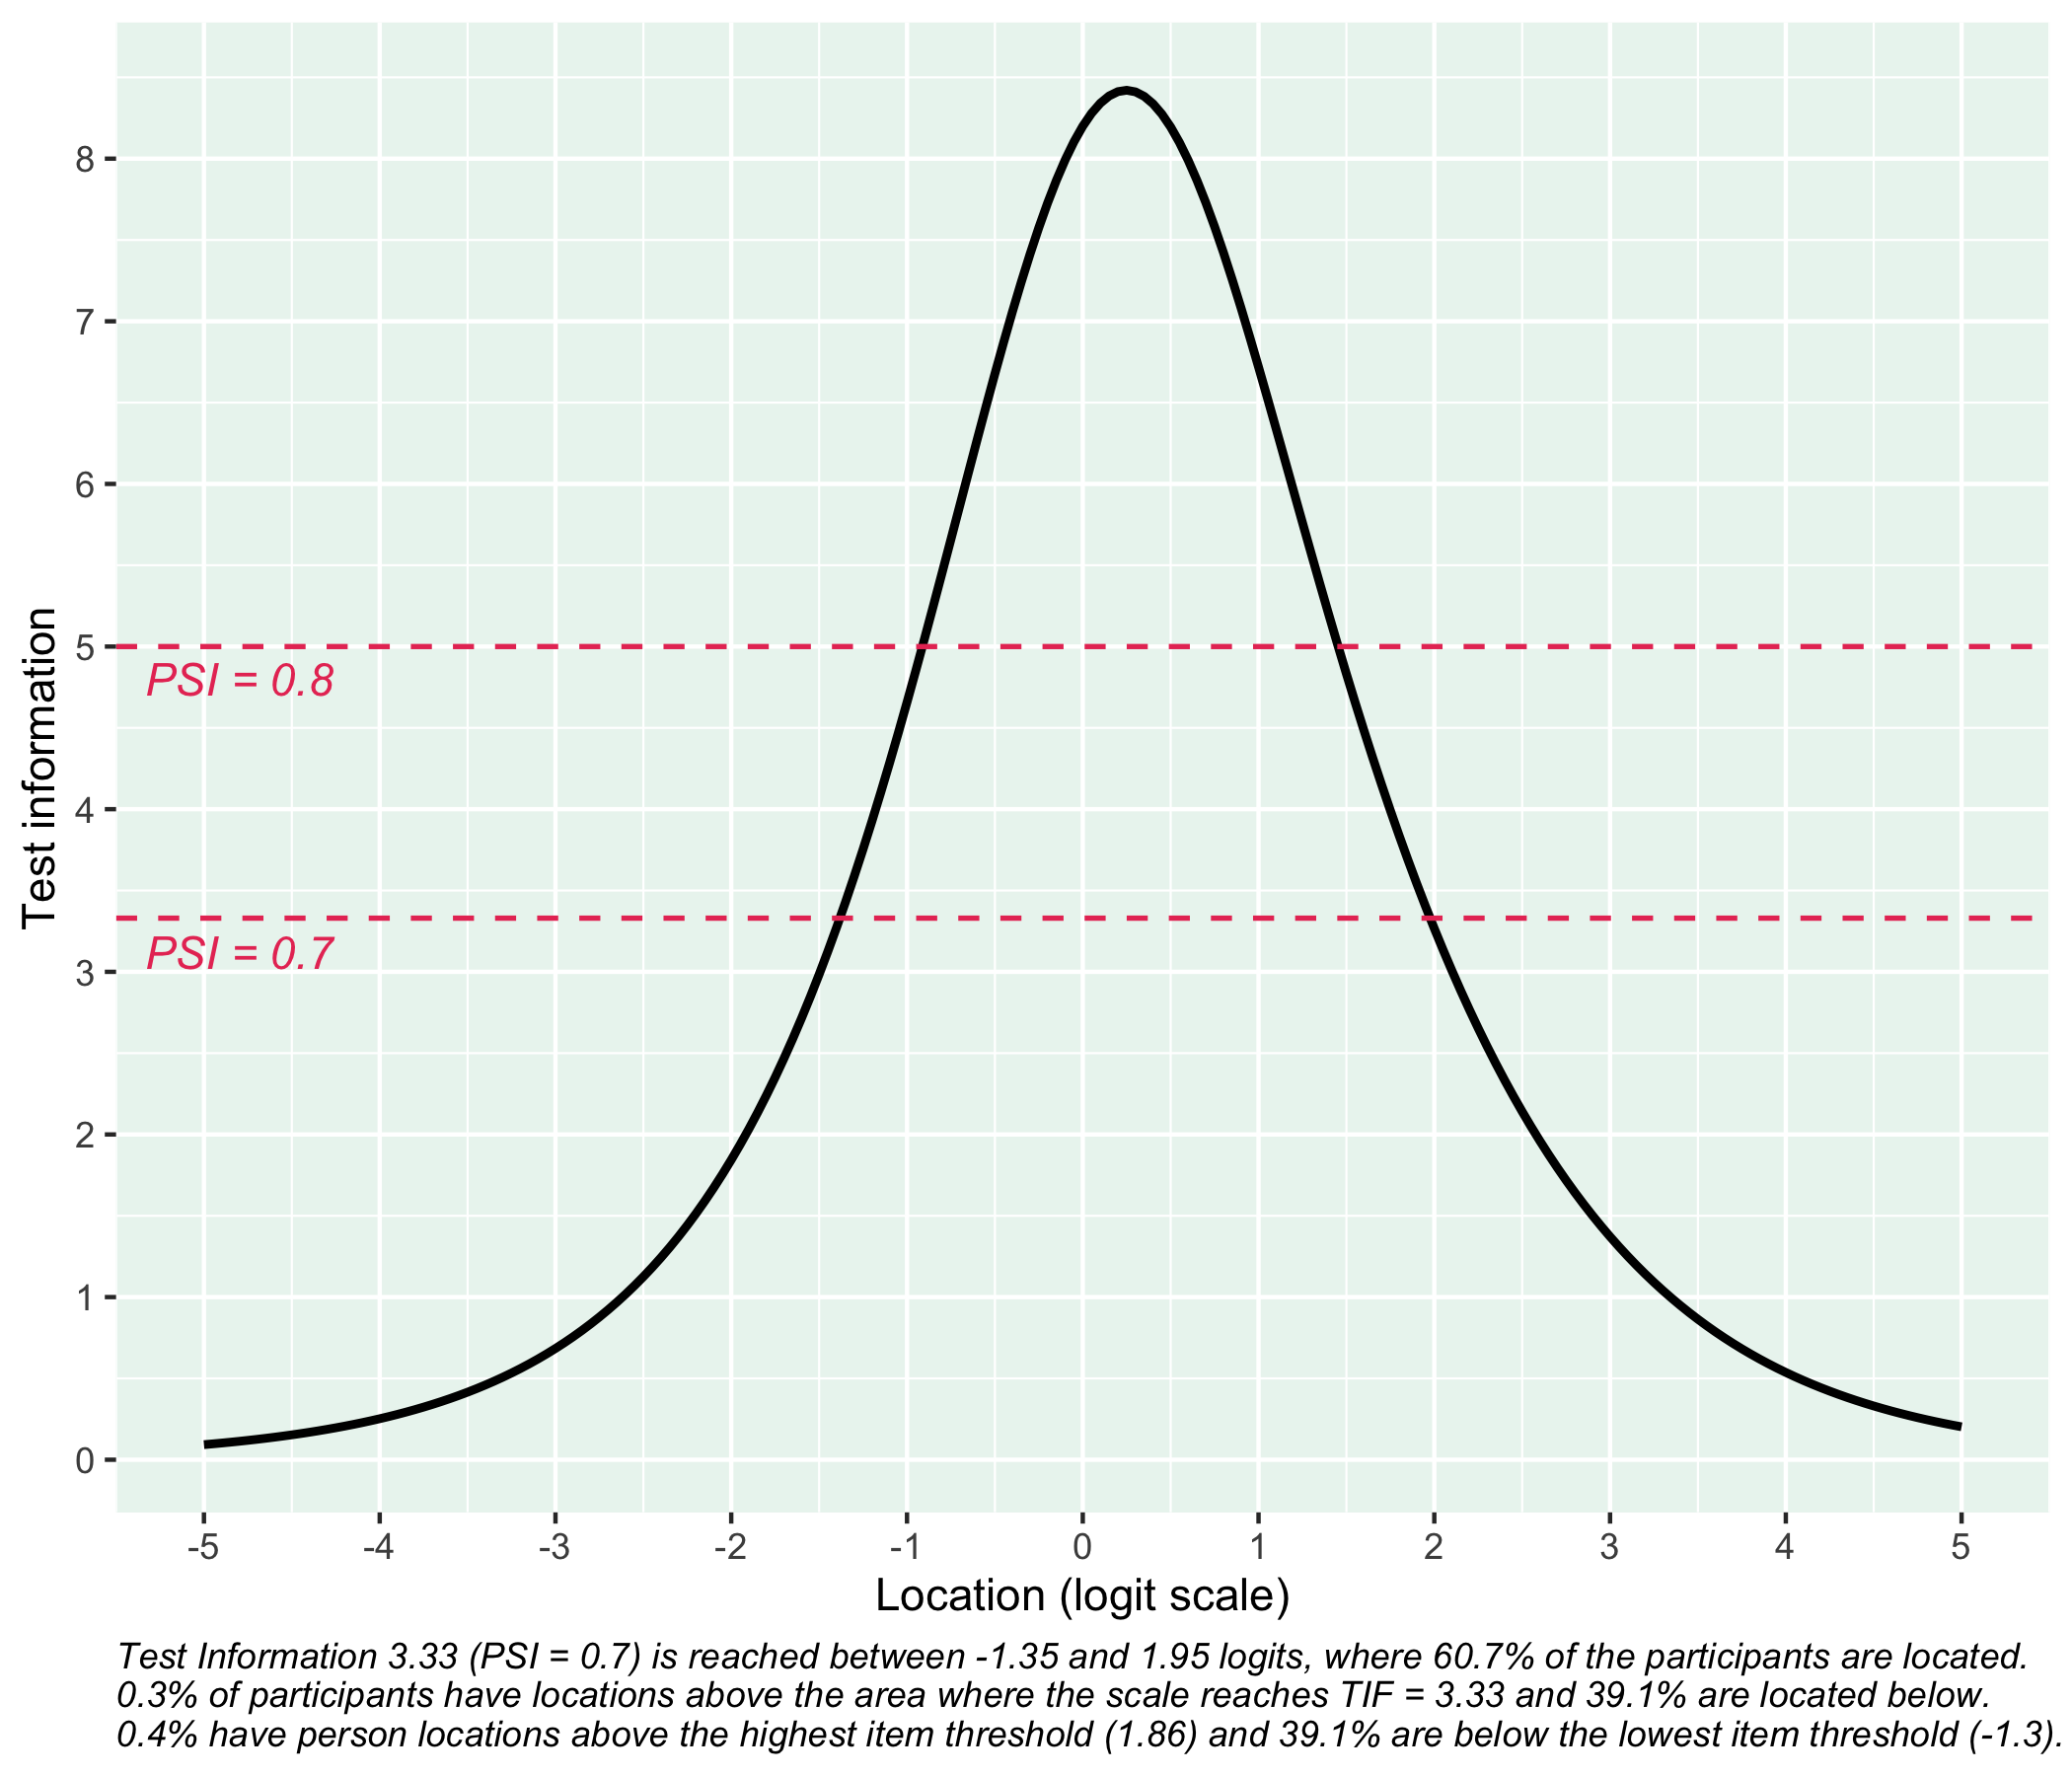 8
7
6
5
PSI = 0.8
4
PSI = 0.7
3
2
1
0
Test information
-5 -4 -3 -2 -1 0 1 2 3 4 5
Location (logit scale)
Test Information 3.33 (PSI = 0.7) is reached between -1.35 and 1.95 logits, where 60.7% of the participants are located.
0.3% of participants have locations above the area where the scale reaches TIF = 3.33 and 39.1% are located below.
0.4% have person locations above the highest item threshold (1.86) and 39.1% are below the lowest item threshold (-1.3).